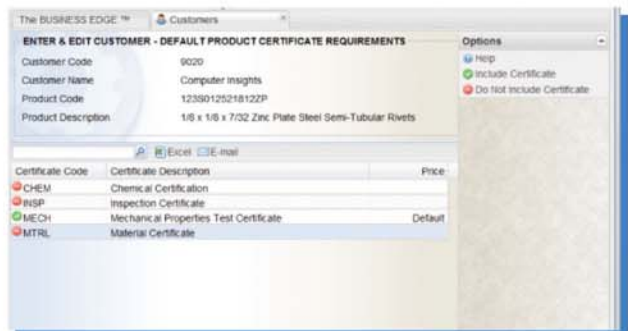 The BUSINESS EDGE ™
Customers
ENTER & EDIT CUSTOMER - DEFAULT PRODUCT CERTIFICATE REQUIREMENTS
Customer Code 9020
Customer Name Computer Insights
Product Code 123S012521812ZP
Product Description 1/8 x 1/8 x 7/32 Zinc Plate Steel Semi-Tubular Rivets
Excel E-mail
Certificate Code Certificate Description Price
CHEM Chemical Certification
INSP Inspection Certificate
MECH Mechanical Properties Test Certificate Default
MTRL Material Certificate
Options
Help
Include Certificate
Do Not Include Certificate